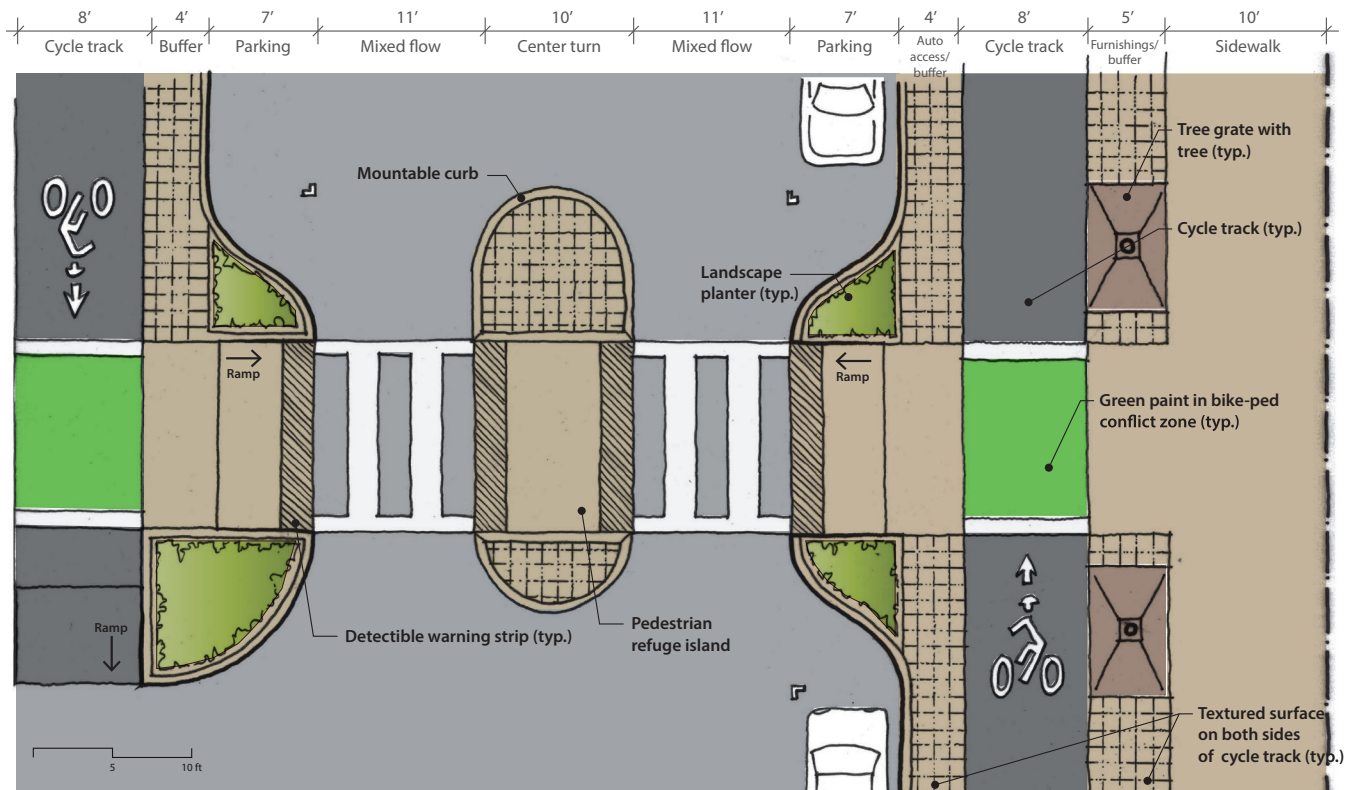 8’ 4’ 7’ 11’ 10’ 11’ 7’ 4’ 8’ 5’ 10’
Cycle track Buffer Parking Mixed flow Center turn Mixed flow Parking Auto access/ buffer Cycle track Furnishings/ buffer Sidewalk
Tree grate with
tree (typ.)
Mountable curb
Cycle track (typ.)
Landscape
planter (typ.)
Ramp
Ramp
Green paint in bike-ped
conflict zone (typ.)
Ramp
Detectible warning strip (typ.)
Pedestrian
refuge island
Textured surface
on both sides
of cycle track (typ.)
5 10 ft